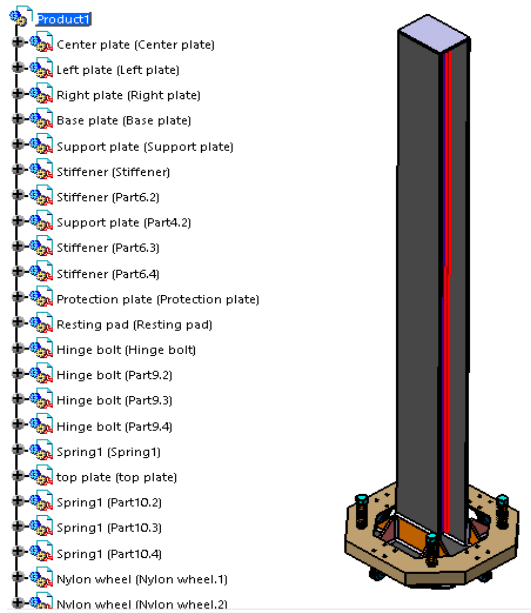 Product1
Center plate (Center plate)
Left plate (Left plate)
Right plate (Right plate)
Base plate (Base plate)
Support plate (Support plate)
Stiffener (Stiffener)
Stiffener (Part6.2)
Support plate (Part4.2)
Stiffener (Part6.3)
Stiffener (Part6.4)
Protection plate (Protection plate)
Resting pad (Resting pad)
Hinge bolt (Hinge bolt)
Hinge bolt (Part9.2)
Hinge bolt (Part9.3)
Hinge bolt (Part9.4)
Spring1 (Spring1)
top plate (top plate)
Spring1 (Part10.2)
Spring1 (Part10.3)
Spring1 (Part10.4)
Nylon wheel (Nylon wheel.1)
Nylon wheel (Nylon wheel.2)